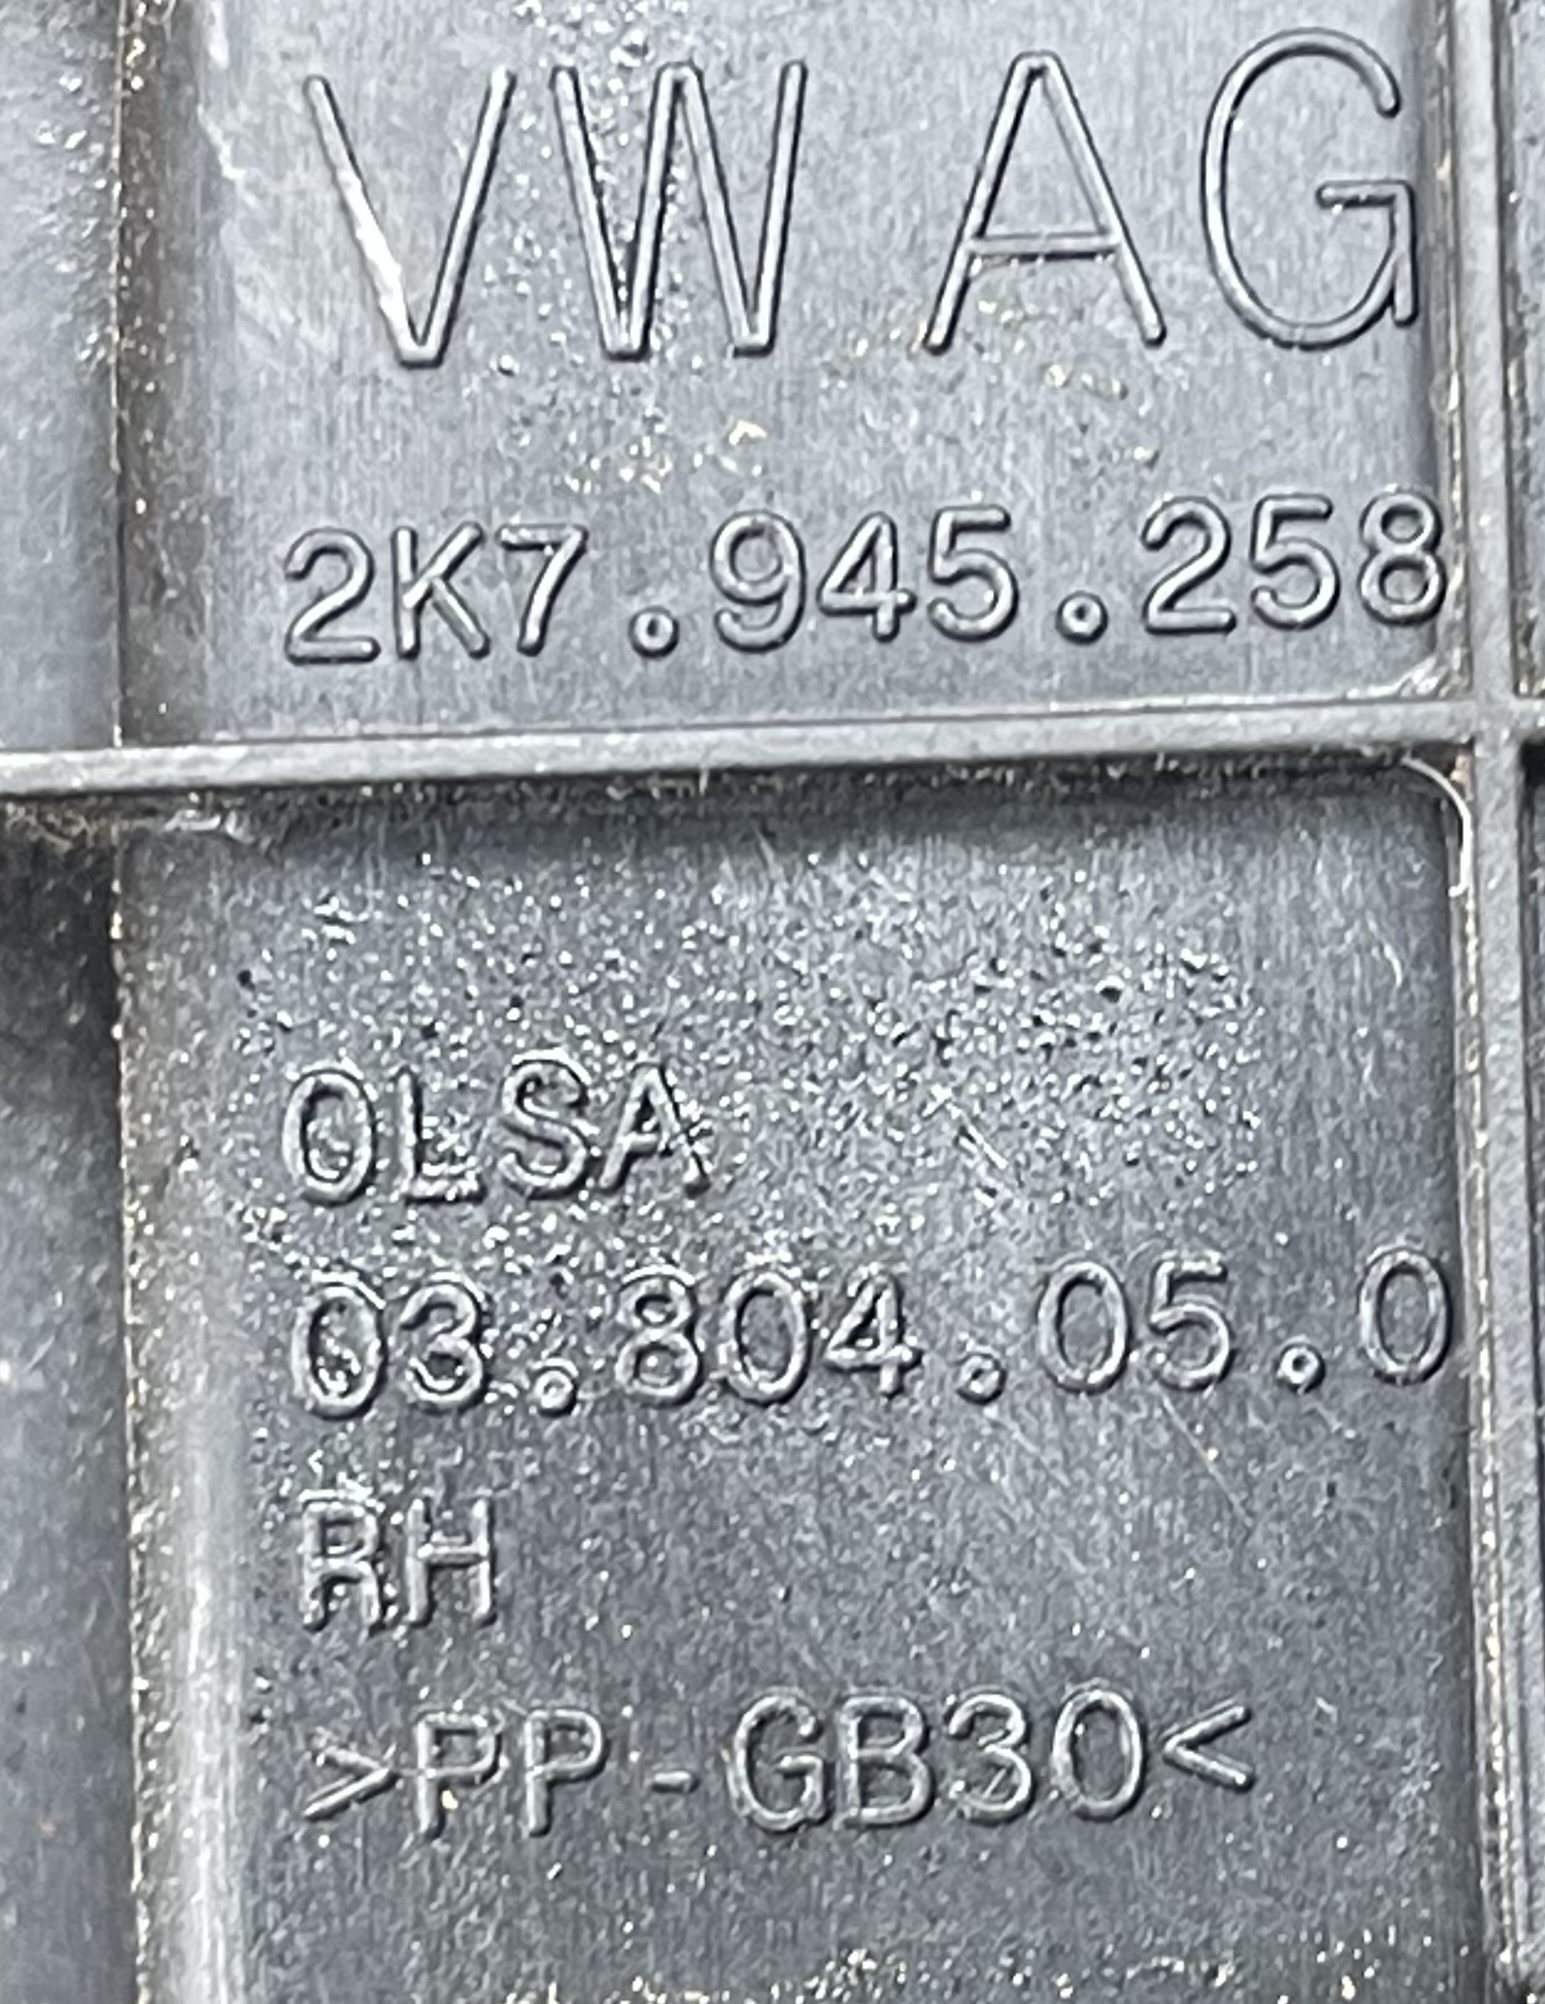 VW AG
2K7.945.258
OLSA
03.804.05.0
RH
>PP-GB30<